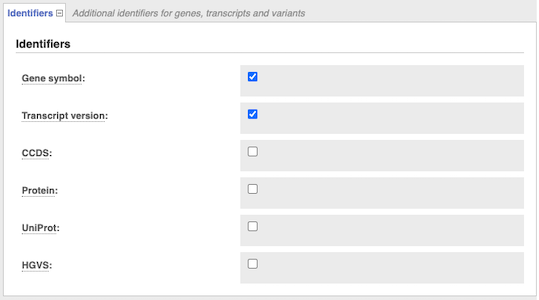 Identifiers Additional identifiers for genes, transcripts and variants
Identifiers
Gene symbol:
Transcript version:
CCDS:
Protein:
UniProt:
HGVS: